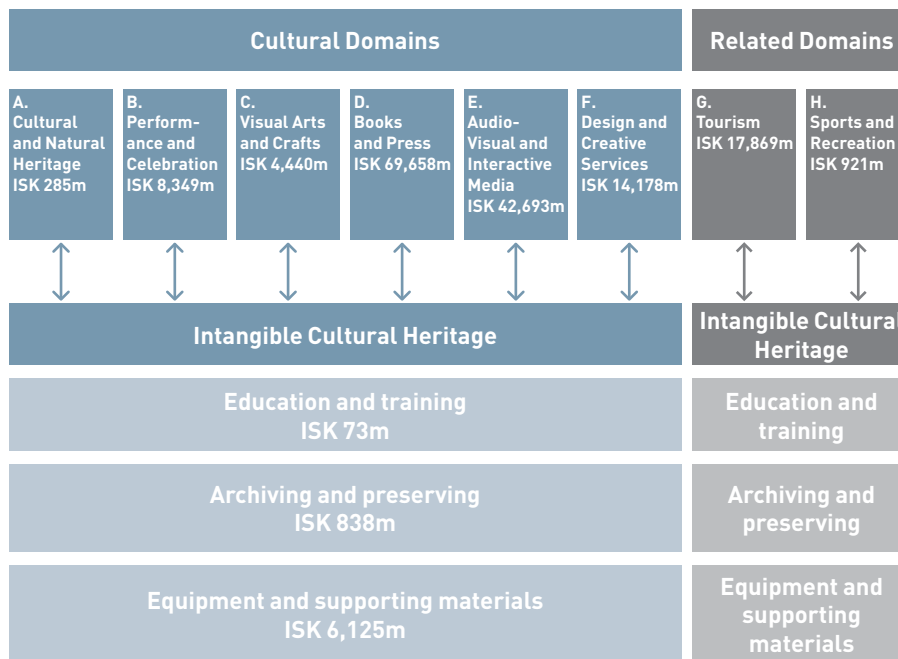 Cultural Domains
Related Domains
A.
Cultural
and Natural
Heritage
ISK 285m
B.
Perform-
ance and
Celebration
ISK 8,349m
C.
Visual Arts
and Crafts
ISK 4,440m
D.
Books
and Press
ISK 69,658m
E.
Audio-
Visual and
Interactive
Media
ISK 42,693m
F.
Design and
Creative
Services
ISK 14,178m
G.
Tourism
ISK 17,869m
H.
Sports and
Recreation
ISK 921m
Intangible Cultural Heritage
Intangible Cultural
Heritage
Education and training
ISK 73m
Education and
training
Archiving and preserving
ISK 838m
Archiving and
preserving
Equipment and supporting materials
ISK 6,125m
Equipment and
supporting
materials